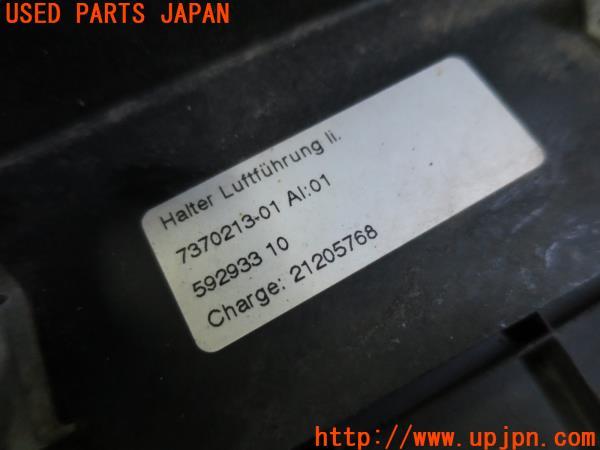 USED PARTS JAPAN
Halter Luftführung li.
7370213-01 AI:01
592933 10
Charge: 21205768
http://www.upjpn.com